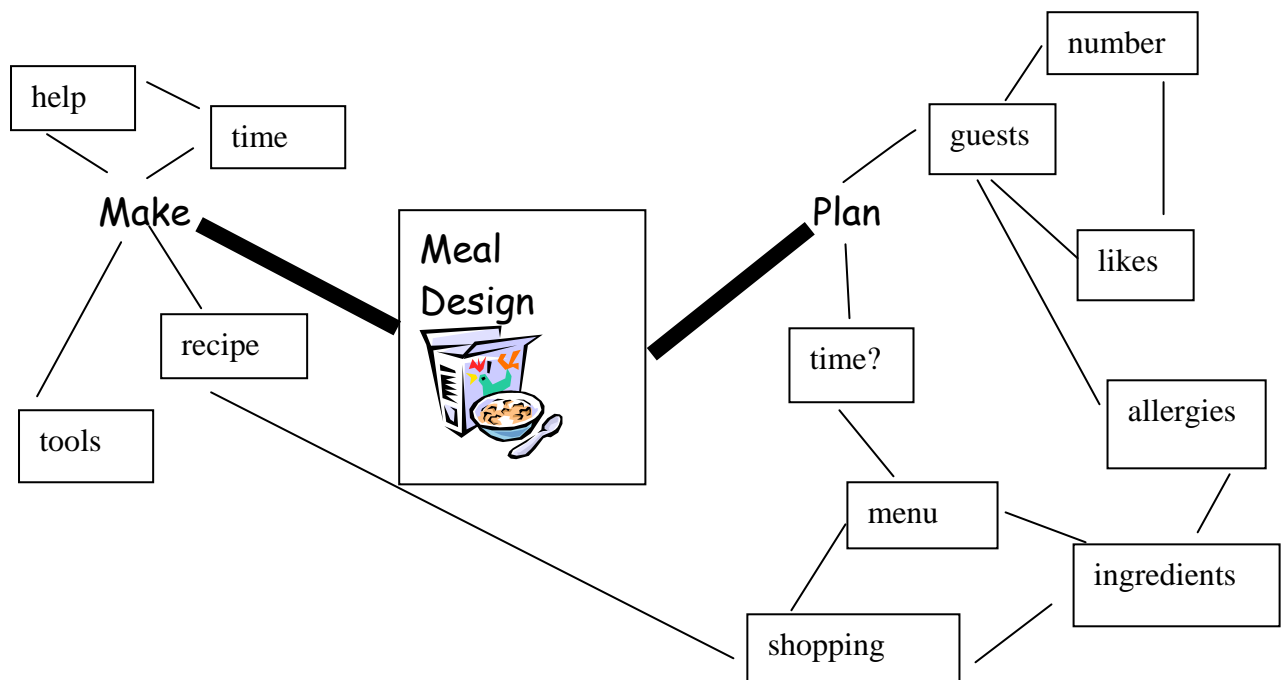 number
help
time
guests
Make
Plan
Meal
Design
likes
recipe
time?
allergies
tools
menu
ingredients
shopping